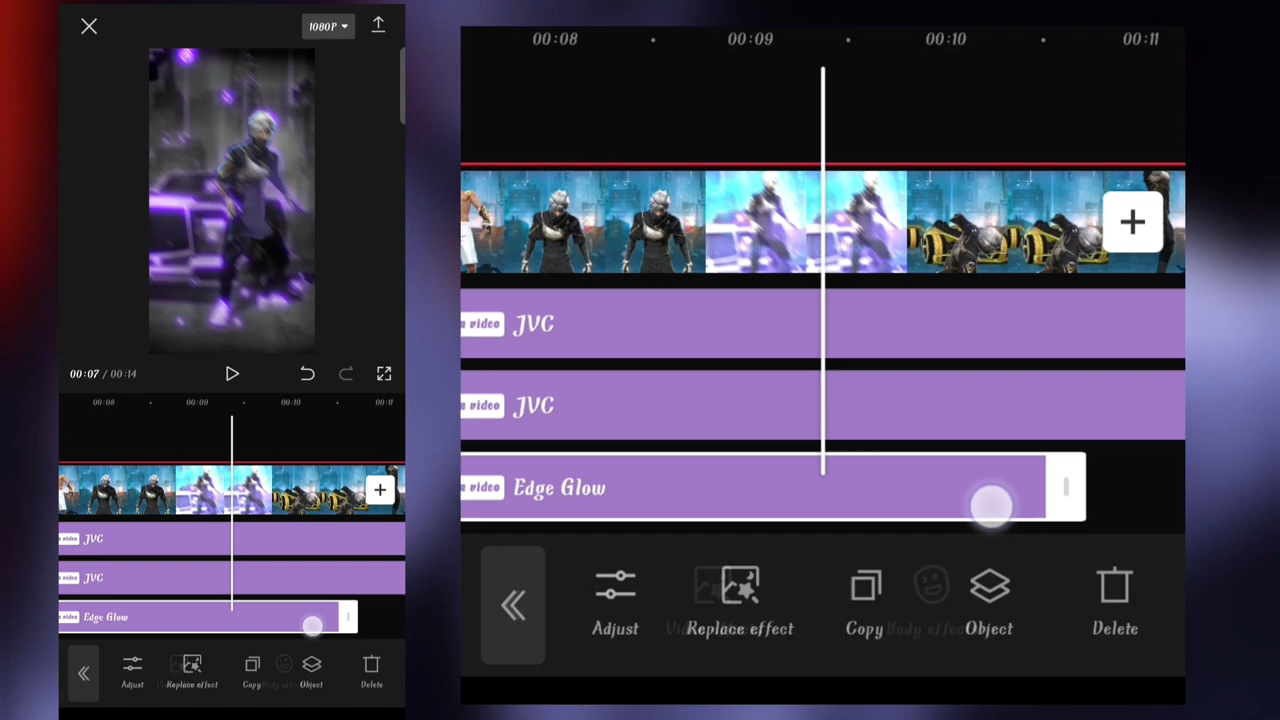 1080P
00:07 / 00:14
00:08 00:09 00:10 00:11
JVC
JVC
Edge Glow
Adjust Replace effect Copy Object Delete
00:08 00:09 00:10 00:11
video JVC
video JVC
video Edge Glow
Adjust Replace effect Copy Object Delete